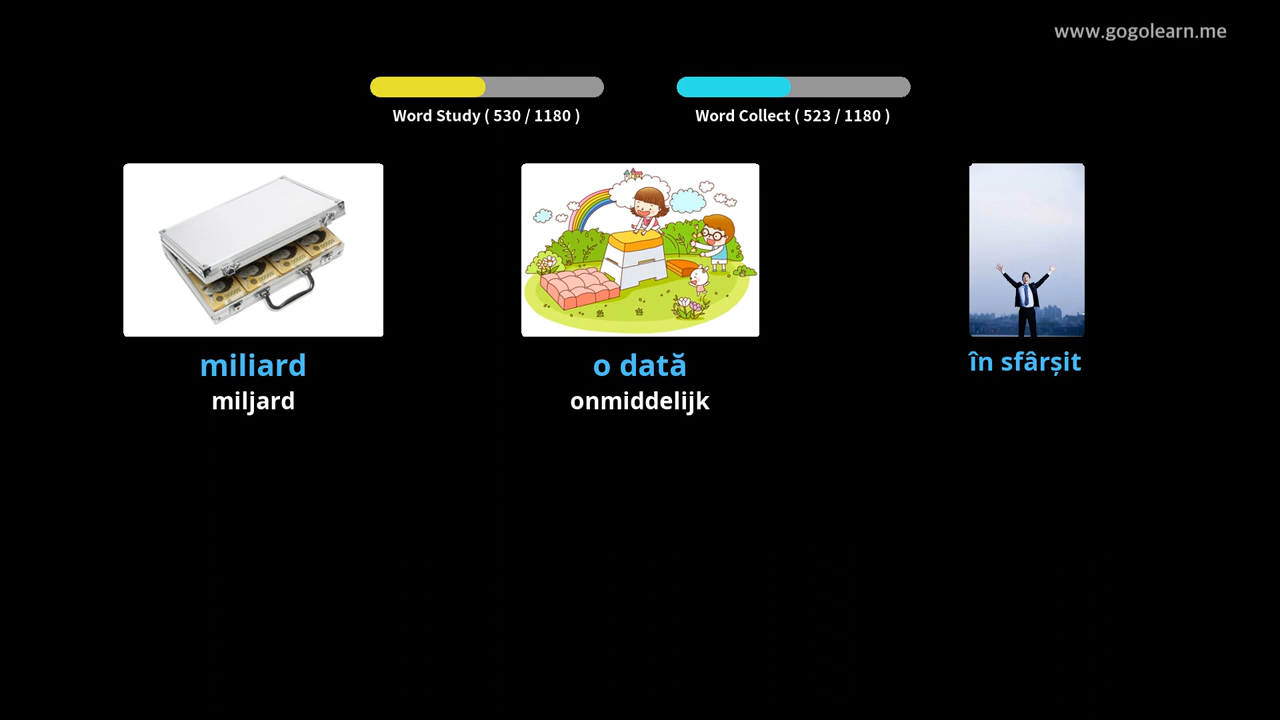 www.gogolearn.me
Word Study ( 530 / 1180 )
Word Collect ( 523 / 1180 )
miliard
miljard
o dată
onmiddelijk
în sfârșit